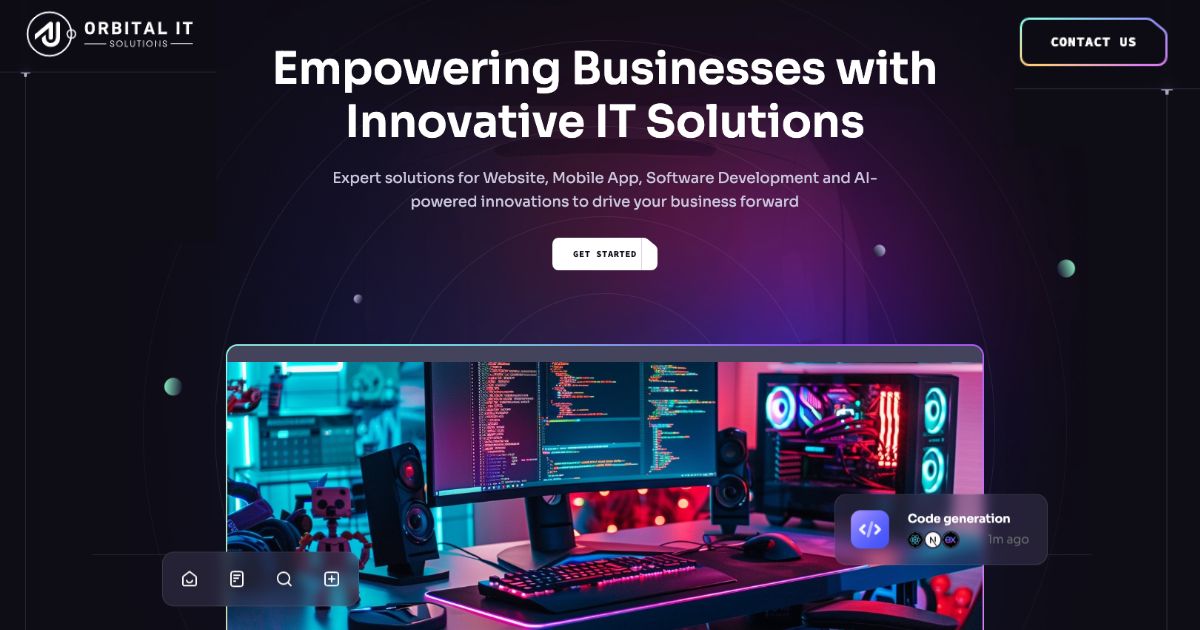 ORBITAL IT
SOLUTIONS
CONTACT US
Empowering Businesses with
Innovative IT Solutions
Expert solutions for Website, Mobile App, Software Development and AI-
powered innovations to drive your business forward
GET STARTED
Code generation
1m ago